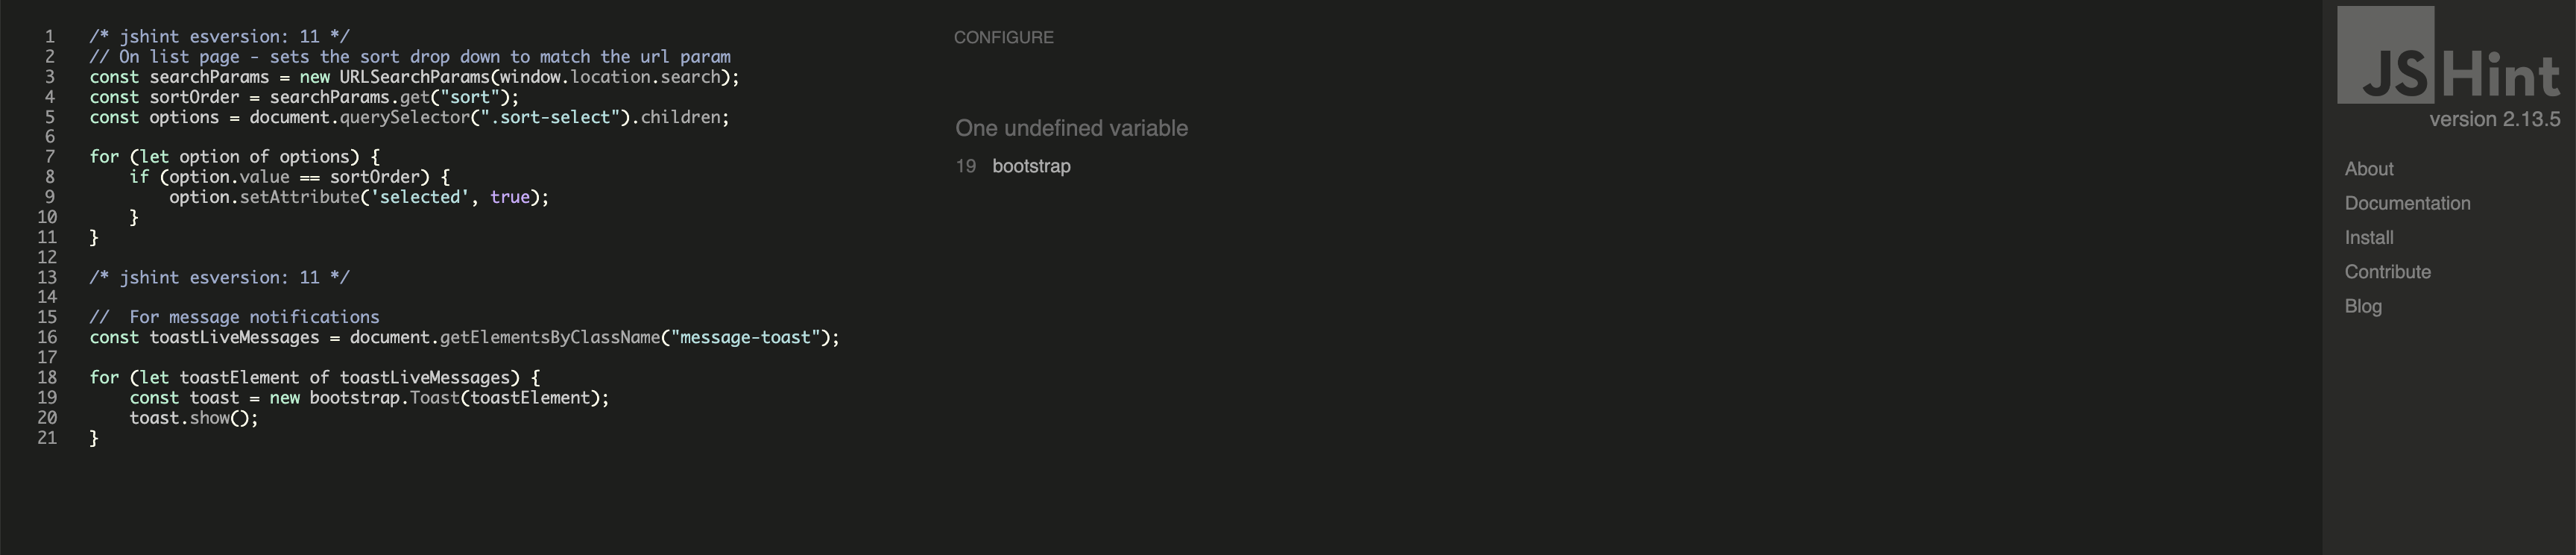 1 /* jshint esversion: 11 */
2 // On list page - sets the sort drop down to match the url param
3 const searchParams = new URLSearchParams(window.location.search);
4 const sortOrder = searchParams.get("sort");
5 const options = document.querySelector(".sort-select").children;
6
7 for (let option of options) {
8     if (option.value == sortOrder) {
9         option.setAttribute('selected', true);
10     }
11 }
12
13 /* jshint esversion: 11 */
14
15 //  For message notifications
16 const toastLiveMessages = document.getElementsByClassName("message-toast");
17
18 for (let toastElement of toastLiveMessages) {
19     const toast = new bootstrap.Toast(toastElement);
20     toast.show();
21 }
CONFIGURE
One undefined variable
19 bootstrap
JSHint
version 2.13.5
About
Documentation
Install
Contribute
Blog